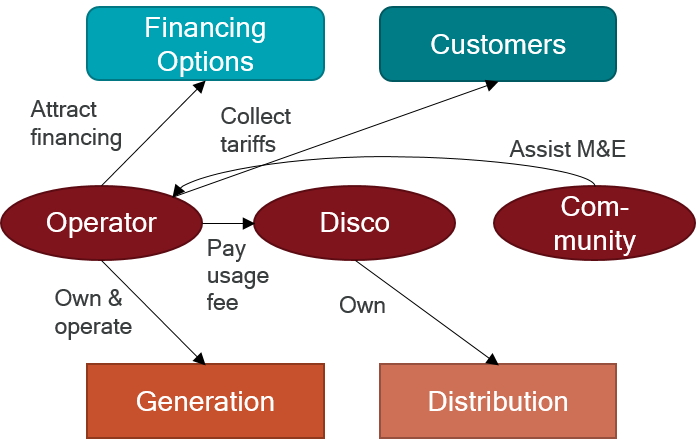 Financing
Options
Customers
Attract
financing
Collect
tariffs
Assist M&E
Operator
Disco
Com-
munity
Pay
usage
fee
Own &
operate
Own
Generation
Distribution